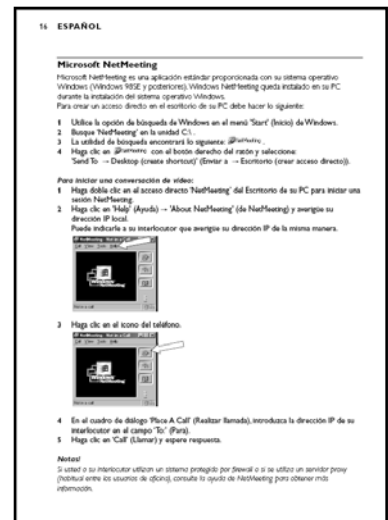 16 ESPAÑOL
Microsoft NetMeeting
Microsoft NetMeeting es una aplicación estándar proporcionada con su sistema operativo
Windows (Windows 98SE y posteriores). Windows NetMeeting queda instalado en su PC
durante la instalación del sistema operativo Windows.
Para crear un acceso directo en el escritorio de su PC debe hacer lo siguiente:
1 Utilice la opción de búsqueda de Windows en el menú 'Start' (Inicio) de Windows.
2 Busque 'NetMeeting' en la unidad C:\ .
3 La utilidad de búsqueda encontrará lo siguiente: .
4 Haga clic en con el botón derecho del ratón y seleccione:
'Send To → Desktop (create shortcut)' (Enviar a → Escritorio (crear acceso directo)).
Para iniciar una conversación de vídeo:
1 Haga doble clic en el acceso directo 'NetMeeting' del Escritorio de su PC para iniciar una
sesión NetMeeting.
2 Haga clic en 'Help' (Ayuda) → 'About NetMeeting' (de NetMeeting) y averigüe su
dirección IP local.
Puede indicarle a su interlocutor que averigüe su dirección IP de la misma manera.
3 Haga clic en el icono del teléfono.
4 En el cuadro de diálogo 'Place A Call' (Realizar llamada), introduzca la dirección IP de su
interlocutor en el campo 'To:' (Para).
5 Haga clic en 'Call' (Llamar) y espere respuesta.
Notas!
Si usted o su interlocutor utilizan un sistema protegido por firewall o si se utiliza un servidor proxy
(habitual entre los usuarios de oficina), consulte la ayuda de NetMeeting para obtener más
información.